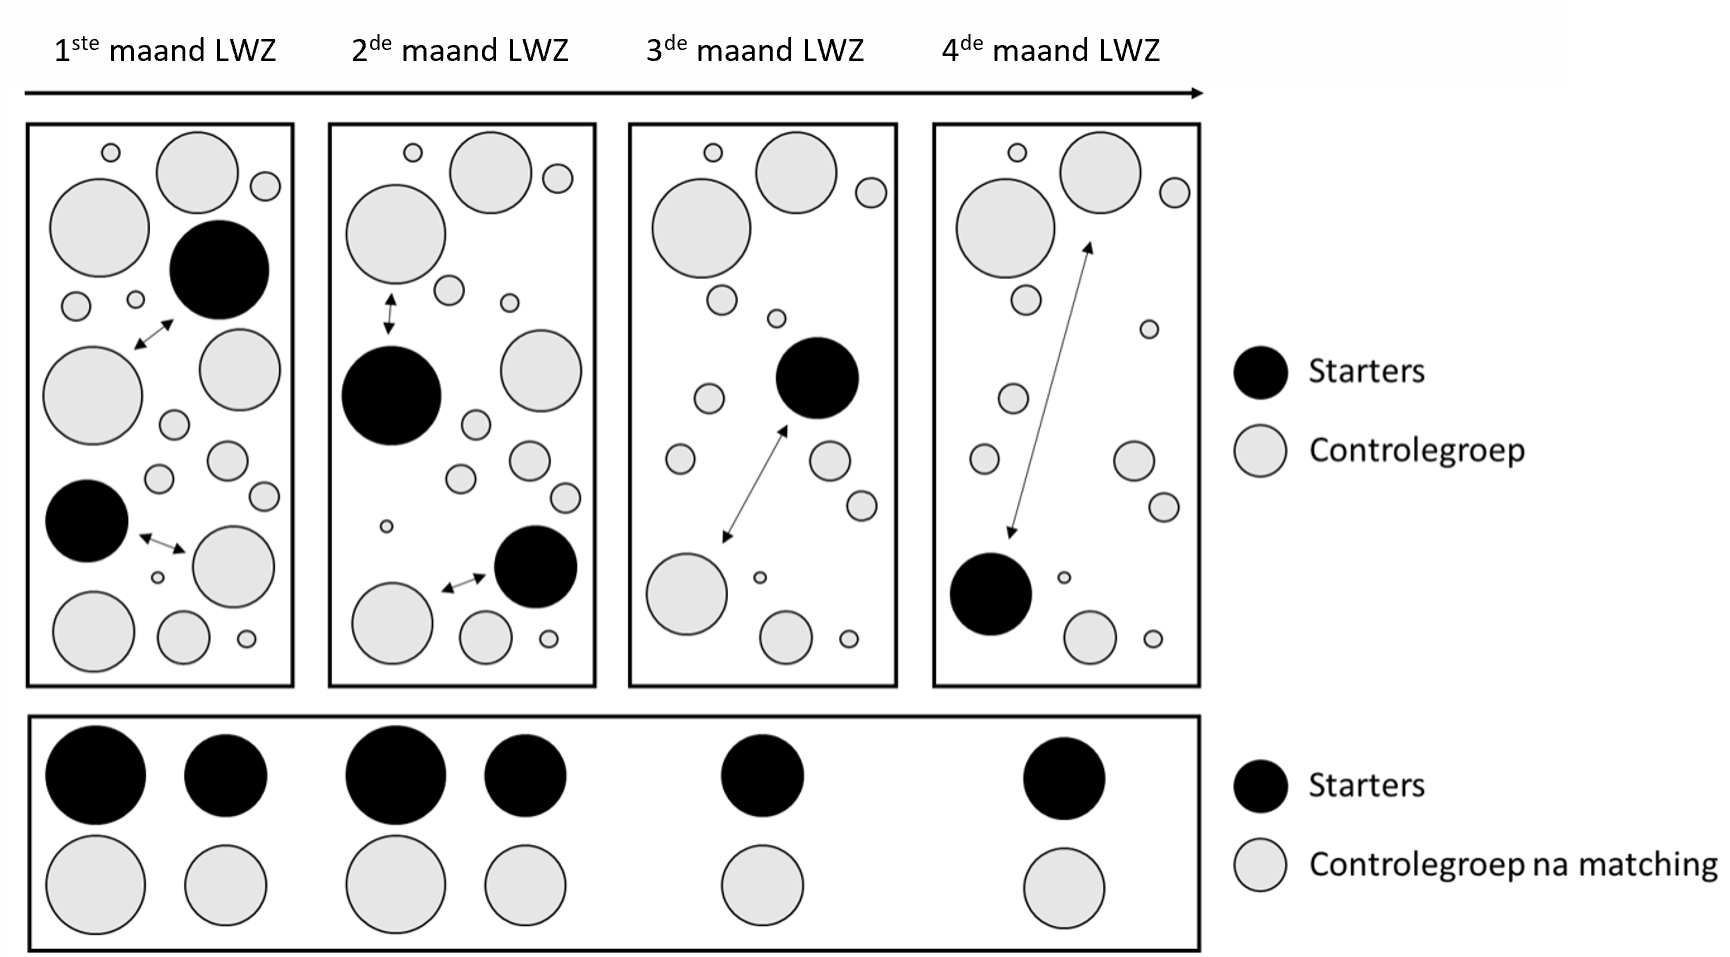 1ste maand LWZ
2de maand LWZ
3de maand LWZ
4de maand LWZ
Starters
Controlegroep
Starters
Controlegroep na matching